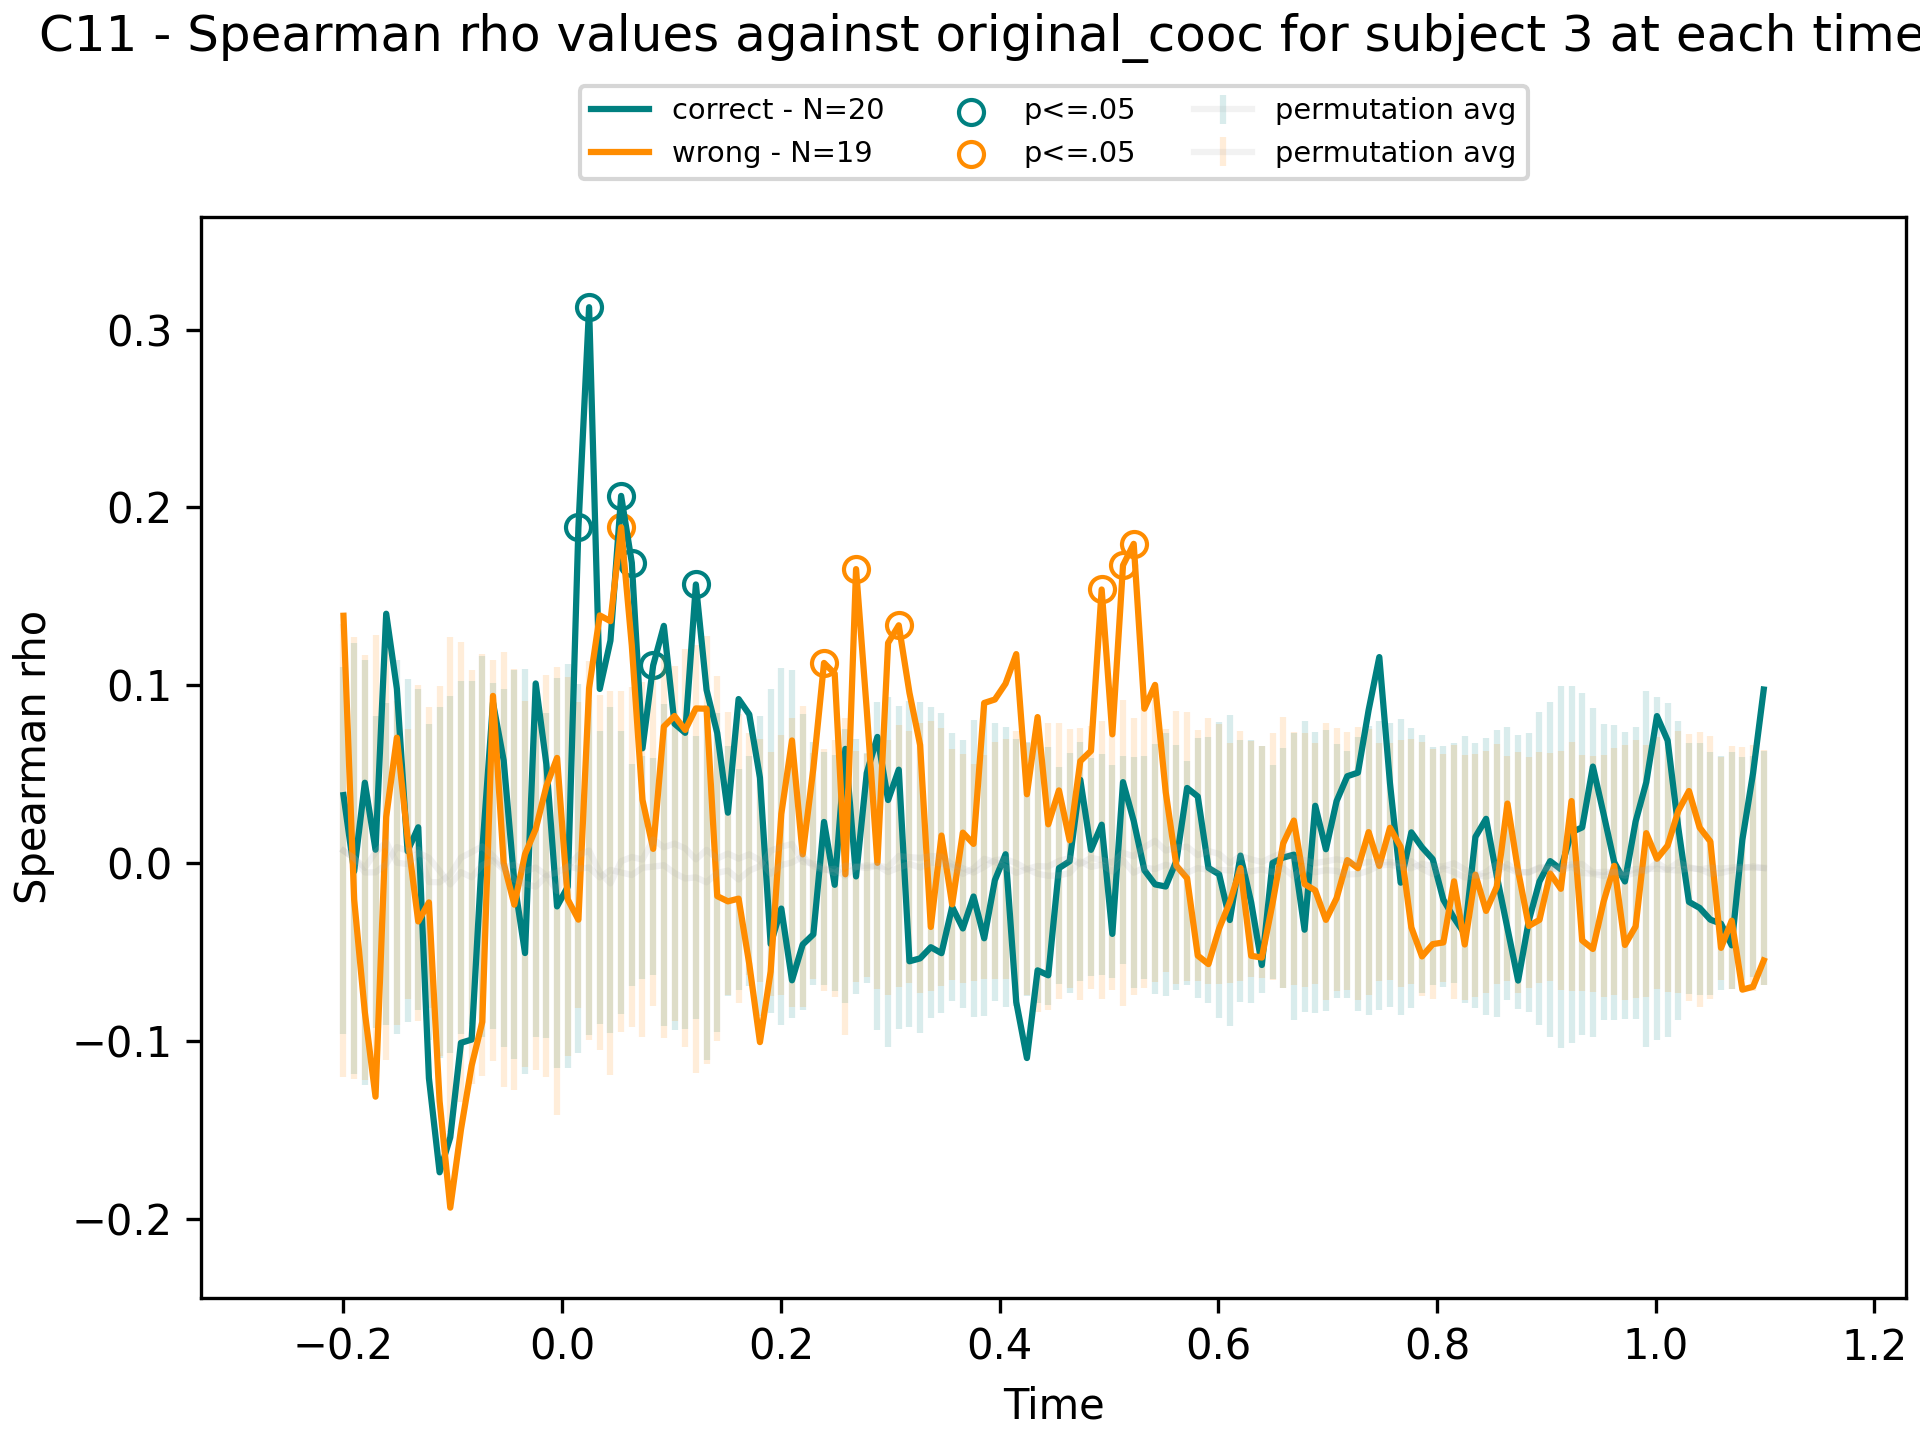 C11 - Spearman rho values against original_cooc for subject 3 at each time
correct - N=20
wrong - N=19
p<=.05
p<=.05
permutation avg
permutation avg
0.3
0.2
0.1
0.0
−0.1
−0.2
Spearman rho
−0.2 0.0 0.2 0.4 0.6 0.8 1.0 1.2
Time